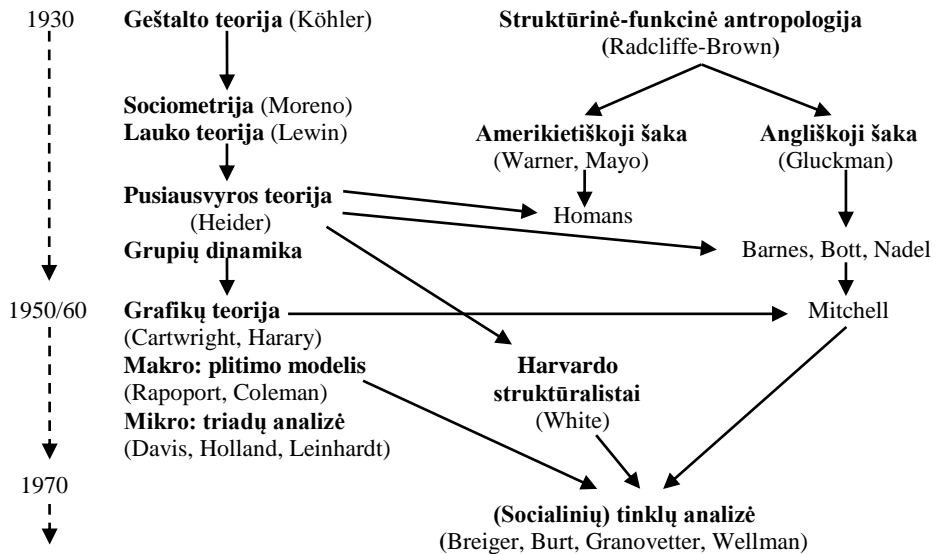 1930
Geštalto teorija (Köhler)
Struktūrinė-funkcinė antropologija
(Radcliffe-Brown)
Sociometrija (Moreno)
Lauko teorija (Lewin)
Amerikietiškoji šaka
(Warner, Mayo)
Angliškoji šaka
(Gluckman)
Pusiausvyros teorija
(Heider)
Homans
Grupių dinamika
Barnes, Bott, Nadel
1950/60
Grafikų teorija
(Cartwright, Harary)
Mitchell
Makro: plitimo modelis
(Rapoport, Coleman)
Mikro: triadų analizė
(Davis, Holland, Leinhardt)
Harvardo
struktūralistai
(White)
1970
(Socialinių) tinklų analizė
(Breiger, Burt, Granovetter, Wellman)